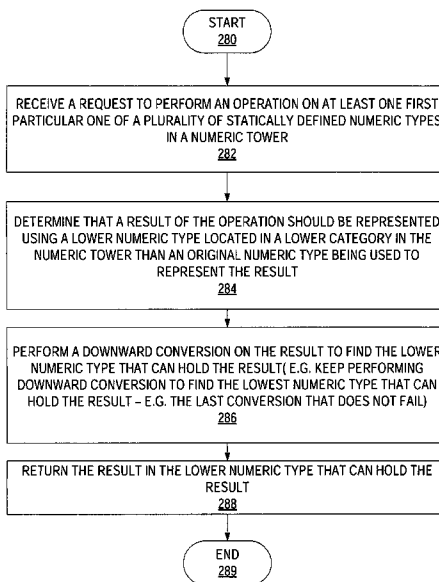 START
280
RECEIVE A REQUEST TO PERFORM AN OPERATION ON AT LEAST ONE FIRST
PARTICULAR ONE OF A PLURALITY OF STATICALLY DEFINED NUMERIC TYPES
IN A NUMERIC TOWER
282
DETERMINE THAT A RESULT OF THE OPERATION SHOULD BE REPRESENTED
USING A LOWER NUMERIC TYPE LOCATED IN A LOWER CATEGORY IN THE
NUMERIC TOWER THAN AN ORIGINAL NUMERIC TYPE BEING USED TO
REPRESENT THE RESULT
284
PERFORM A DOWNWARD CONVERSION ON THE RESULT TO FIND THE LOWER
NUMERIC TYPE THAT CAN HOLD THE RESULT( E.G. KEEP PERFORMING
DOWNWARD CONVERSION TO FIND THE LOWEST NUMERIC TYPE THAT CAN
HOLD THE RESULT – E.G. THE LAST CONVERSION THAT DOES NOT FAIL)
286
RETURN THE RESULT IN THE LOWER NUMERIC TYPE THAT CAN HOLD THE
RESULT
288
END
289